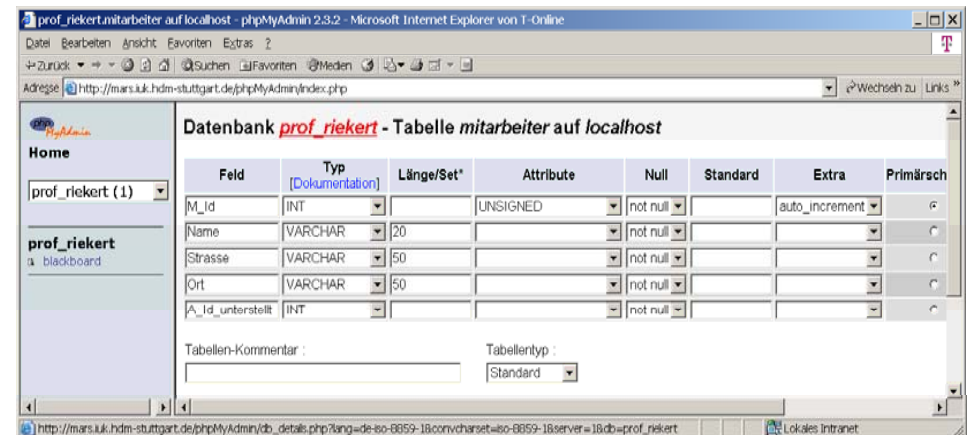 prof_riekert.mitarbeiter auf localhost - phpMyAdmin 2.3.2 - Microsoft Internet Explorer von T-Online
Datei Bearbeiten Ansicht Favoriten Extras ?
Zurück Suchen Favoriten Medien
Adresse http://mars.iuk.hdm-stuttgart.de/phpMyAdmin/index.php Wechseln zu Links »
php MyAdmin
Home
prof_riekert (1)
prof_riekert
blackboard
Datenbank prof_riekert - Tabelle mitarbeiter auf localhost
Feld Typ [Dokumentation] Länge/Set* Attribute Null Standard Extra Primärsch
M_Id INT UNSIGNED not null auto_increment
Name VARCHAR 20 not null
Strasse VARCHAR 50 not null
Ort VARCHAR 50 not null
A_Id_unterstellt INT not null
Tabellen-Kommentar : Tabellentyp :
Standard
http://mars.iuk.hdm-stuttgart.de/phpMyAdmin/db_details.php?lang=de-iso-8859-1&convcharset=iso-8859-1&server=1&db=prof_riekert Lokales Intranet